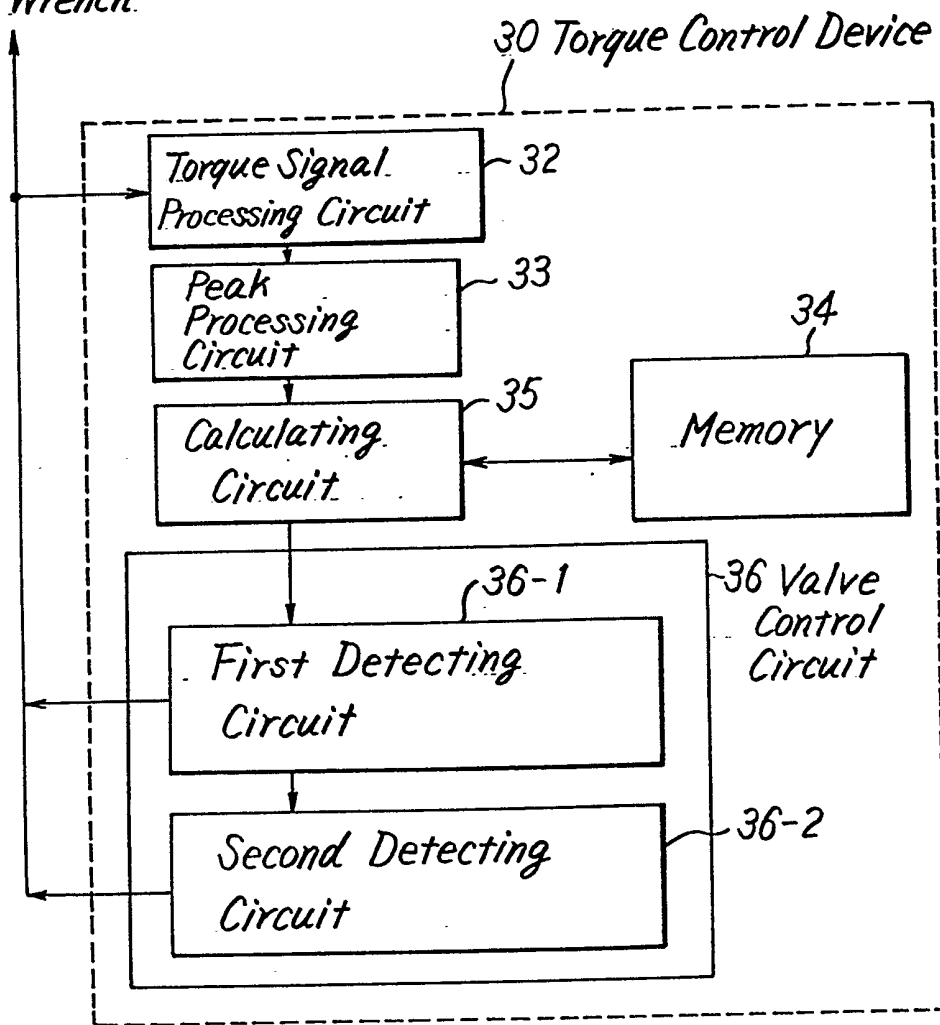 Wrench
30 Torque Control Device
Torque Signal
Processing Circuit
32
Peak
Processing
Circuit
33
34
Memory
35
Calculating
Circuit
36-1
36 Valve
Control
Circuit
First Detecting
Circuit
36-2
Second Detecting
Circuit